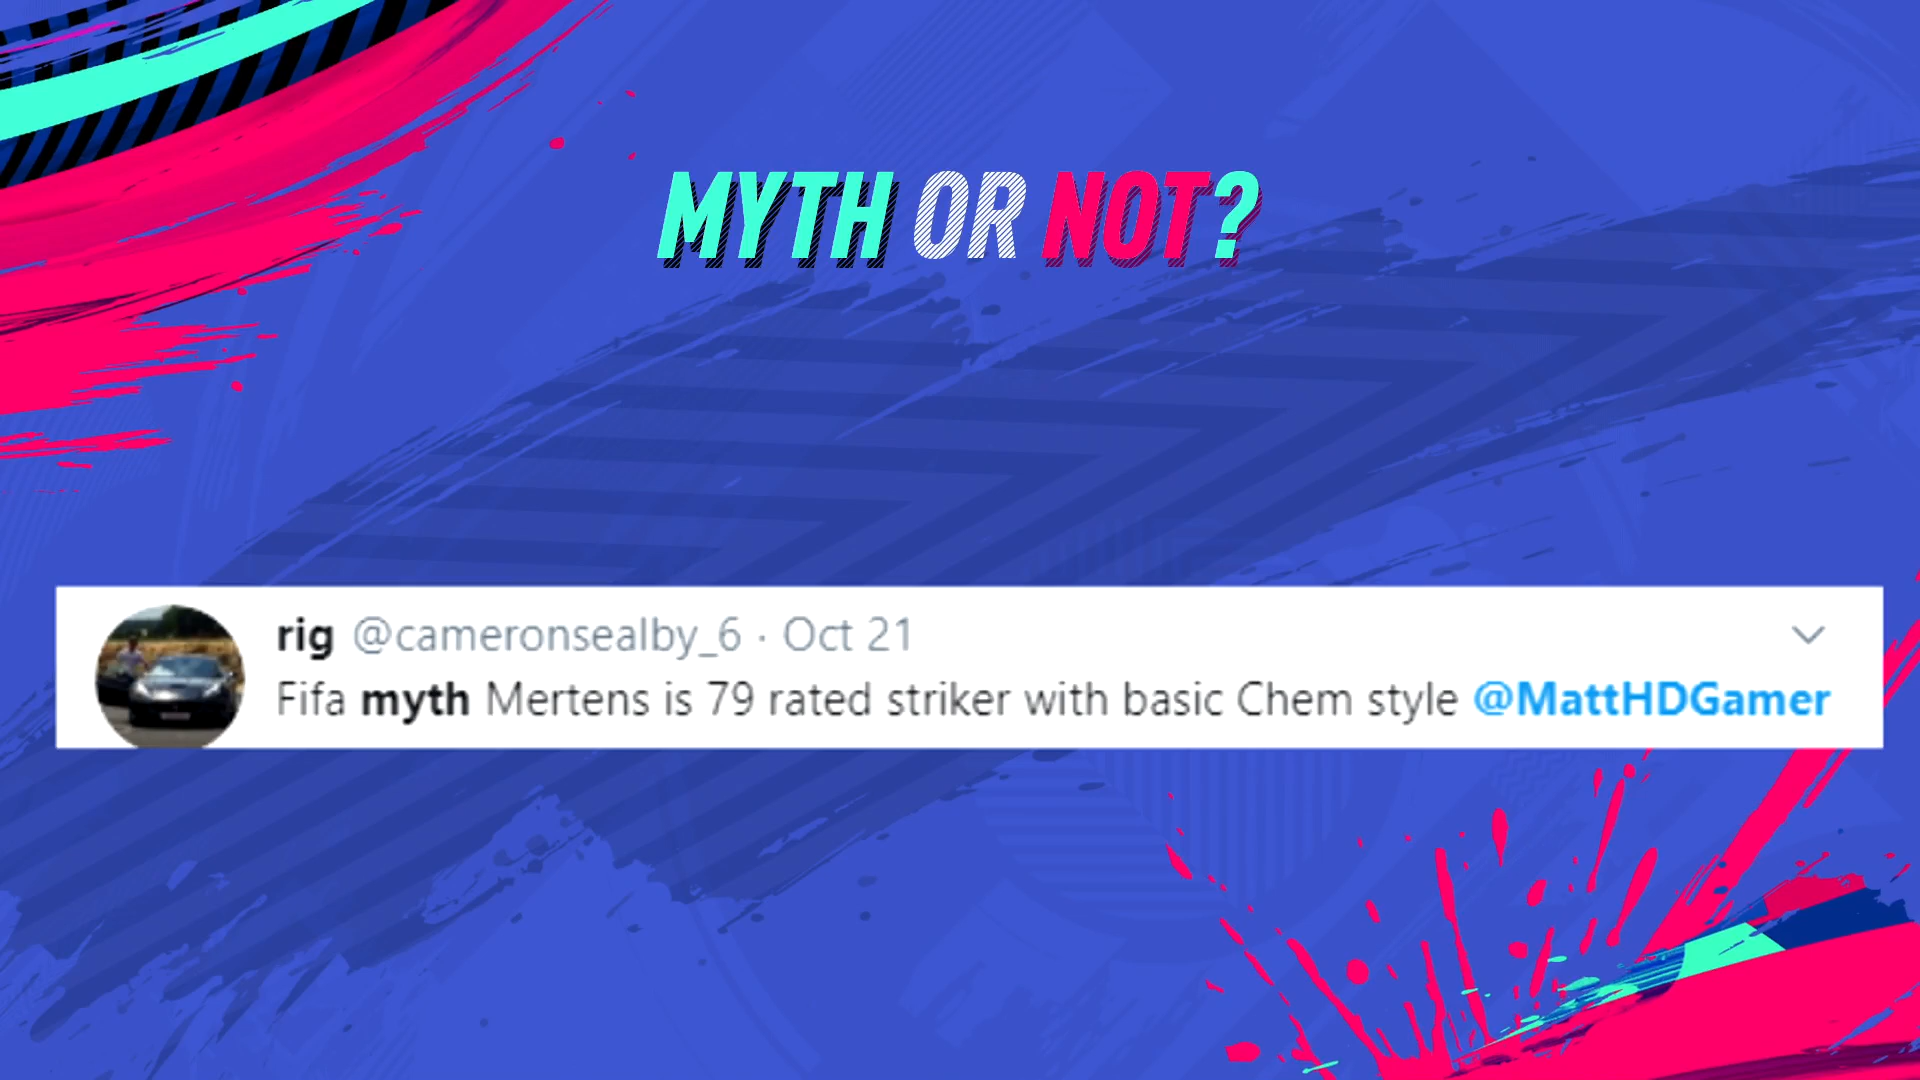 MYTH OR NOT?
rig @cameronsealby_6 · Oct 21
Fifa myth Mertens is 79 rated striker with basic Chem style @MattHDGamer